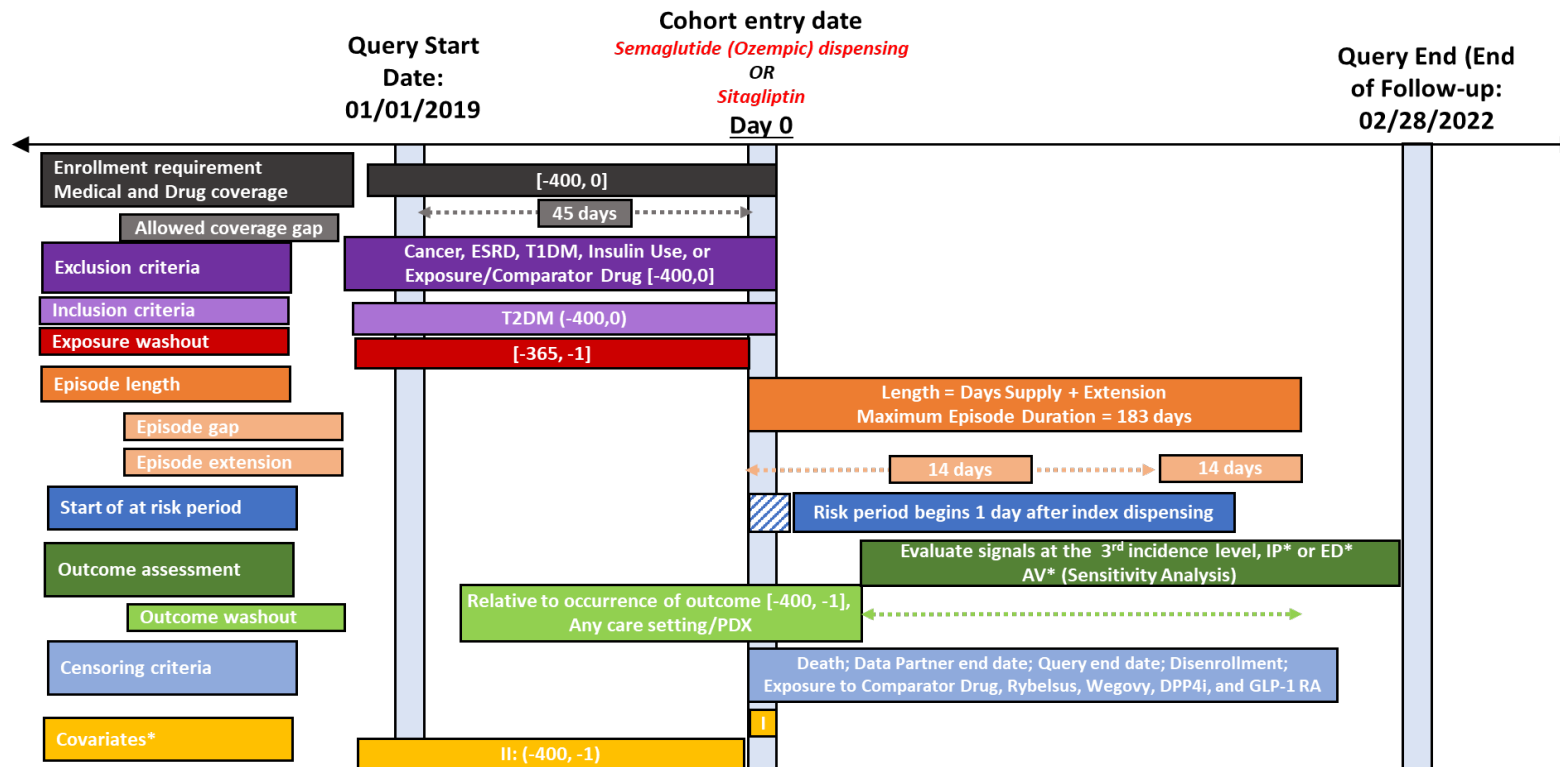 Query Start
Date:
01/01/2019
Cohort entry date
Semaglutide (Ozempic) dispensing
OR
Sitagliptin
Day 0
Query End (End
of Follow-up:
02/28/2022
Enrollment requirement
Medical and Drug coverage
[-400, 0]
Allowed coverage gap
45 days
Exclusion criteria
Cancer, ESRD, T1DM, Insulin Use, or
Exposure/Comparator Drug [-400,0]
Inclusion criteria
T2DM (-400,0)
Exposure washout
[-365, -1]
Episode length
Length = Days Supply + Extension
Maximum Episode Duration = 183 days
Episode gap
Episode extension
14 days
14 days
Start of at risk period
Risk period begins 1 day after index dispensing
Outcome assessment
Evaluate signals at the 3rd incidence level, IP* or ED*
AV* (Sensitivity Analysis)
Outcome washout
Relative to occurrence of outcome [-400, -1],
Any care setting/PDX
Censoring criteria
Death; Data Partner end date; Query end date; Disenrollment;
Exposure to Comparator Drug, Rybelsus, Wegovy, DPP4i, and GLP-1 RA
Covariates*
I
II: (-400, -1)